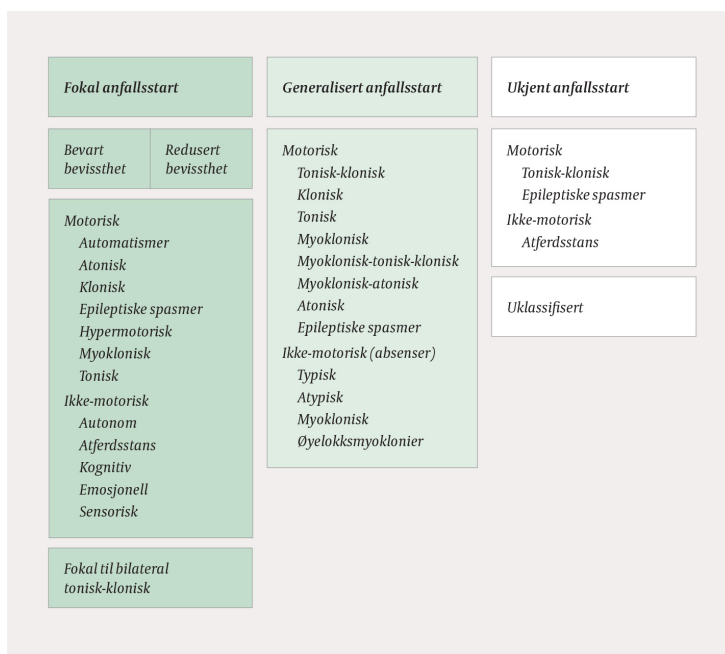 Fokal anfallsstart
Bevart
bevissthet
Redusert
bevissthet
Motorisk
Automatismer
Atonisk
Klonisk
Epileptiske spasmer
Hypermotorisk
Myoklonisk
Tonisk
Ikke-motorisk
Autonom
Atferdsstans
Kognitiv
Emosjonell
Sensorisk
Fokal til bilateral
tonisk-klonisk
Generalisert anfallsstart
Motorisk
Tonisk-klonisk
Klonisk
Tonisk
Myoklonisk
Myoklonisk-tonisk-klonisk
Myoklonisk-atonisk
Atonisk
Epileptiske spasmer
Ikke-motorisk (absenser)
Typisk
Atypisk
Myoklonisk
Øyelokksmyoklonier
Ukjent anfallsstart
Motorisk
Tonisk-klonisk
Epileptiske spasmer
Ikke-motorisk
Atferdsstans
Uklassifisert